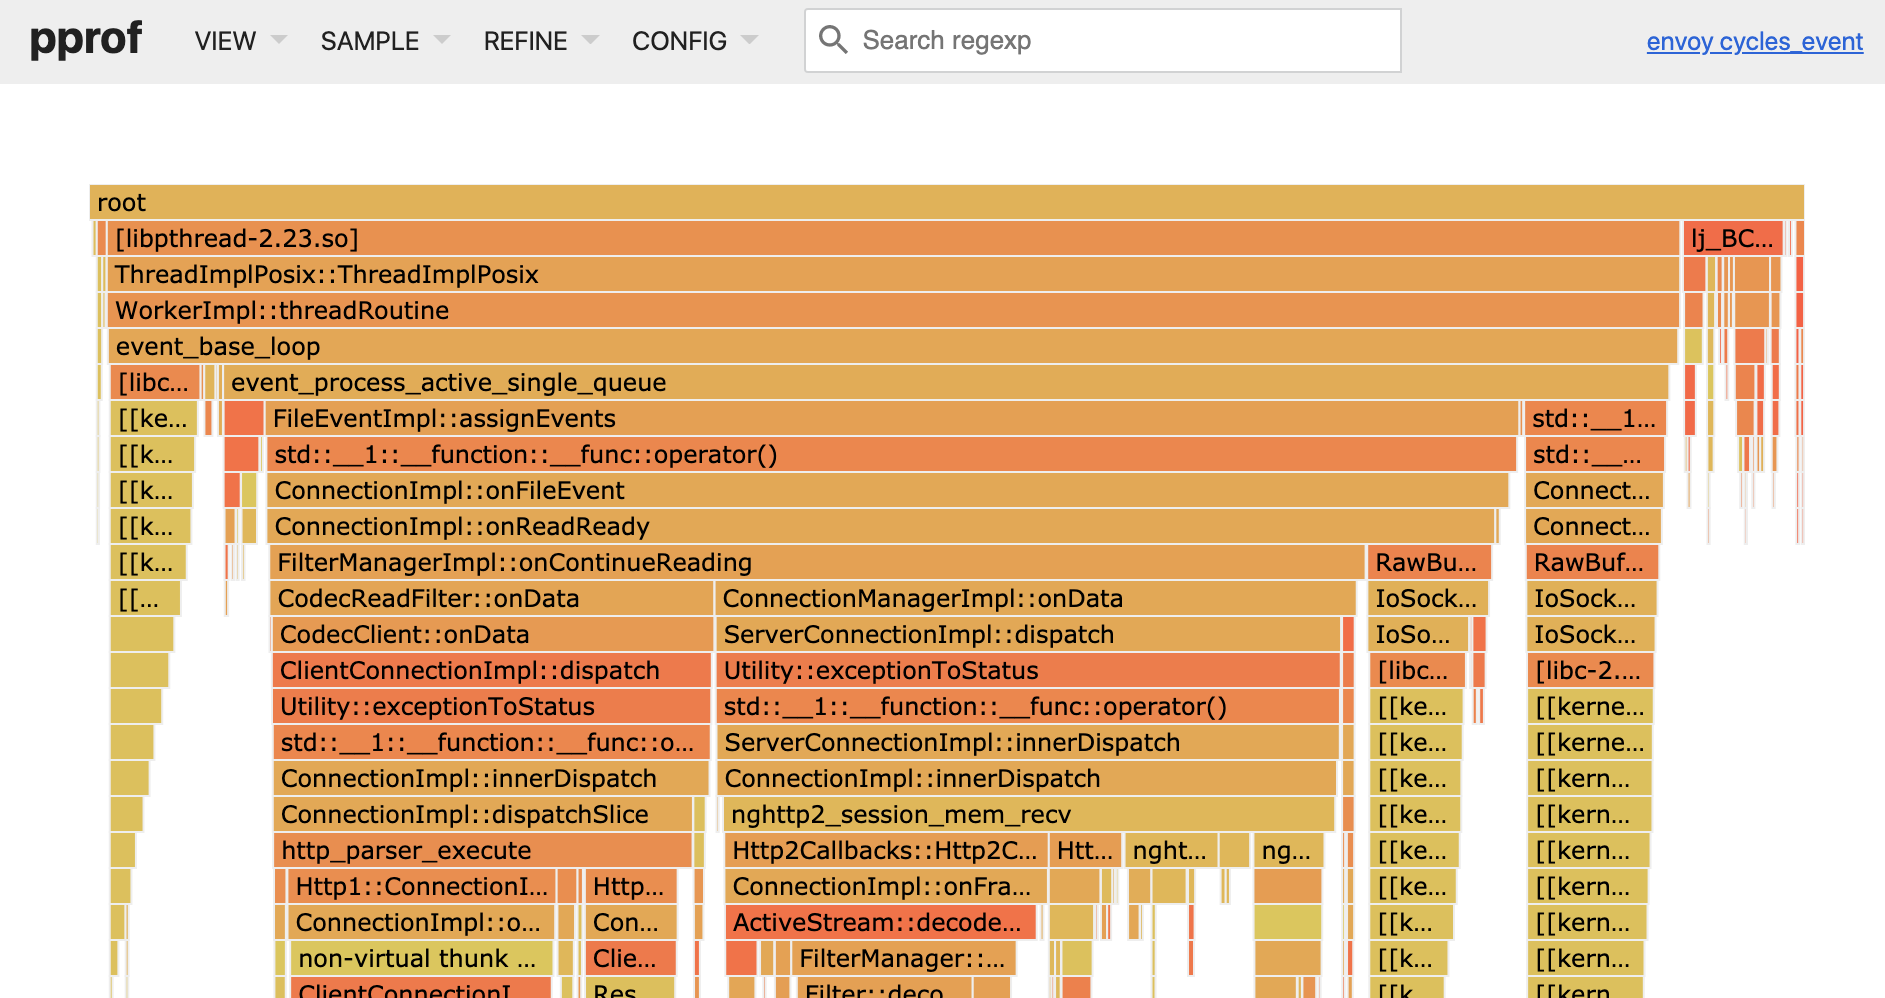 pprof VIEW SAMPLE REFINE CONFIG Search regexp envoy cycles_event
root
[libpthread-2.23.so] lj_BC...
ThreadImplPosix::ThreadImplPosix
WorkerImpl::threadRoutine
event_base_loop
[libc... event_process_active_single_queue
[[ke... FileEventImpl::assignEvents std::__1...
[[k... std::__1::__function::__func::operator() std::__...
[[k... ConnectionImpl::onFileEvent Connect...
[[k... ConnectionImpl::onReadReady Connect...
[[k... FilterManagerImpl::onContinueReading RawBu... RawBuf...
[[... CodecReadFilter::onData ConnectionManagerImpl::onData IoSock... IoSock...
CodecClient::onData ServerConnectionImpl::dispatch IoSo... IoSock...
ClientConnectionImpl::dispatch Utility::exceptionToStatus [libc... [libc-2....
Utility::exceptionToStatus std::__1::__function::__func::operator() [[ke... [[kerne...
std::__1::__function::__func::o... ServerConnectionImpl::innerDispatch [[ke... [[kerne...
ConnectionImpl::innerDispatch ConnectionImpl::innerDispatch [[ke... [[kern...
ConnectionImpl::dispatchSlice nghttp2_session_mem_recv [[ke... [[kern...
http_parser_execute Http2Callbacks::Http2C... Htt... nght... ng... [[ke... [[kern...
Http1::ConnectionI... Http... ConnectionImpl::onFra... [[ke... [[kern...
ConnectionImpl::o... Con... ActiveStream::decode... [[k... [[kern...
non-virtual thunk ... Clie... FilterManager::... [[k... [[kern...
ClientConnectionI... Res... Filter::deco... [[k... [[kern...